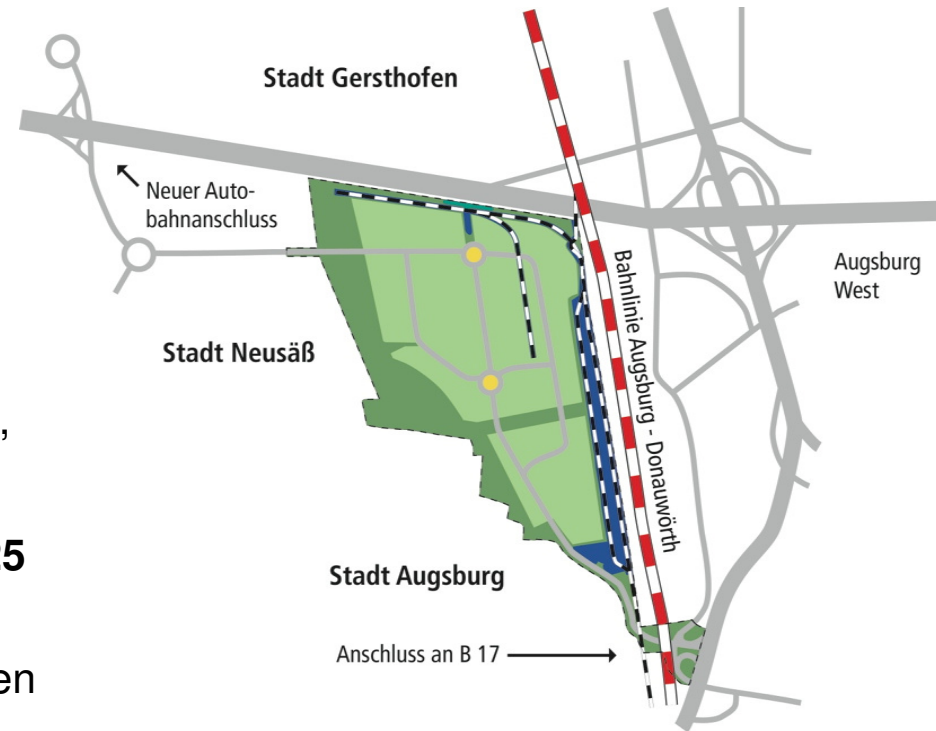 Stadt Gersthofen
Neuer Auto-
bahnanschluss
Augsburg
West
Bahnlinie Augsburg - Donauwörth
Stadt Neusäß
,
Stadt Augsburg
Anschluss an B 17